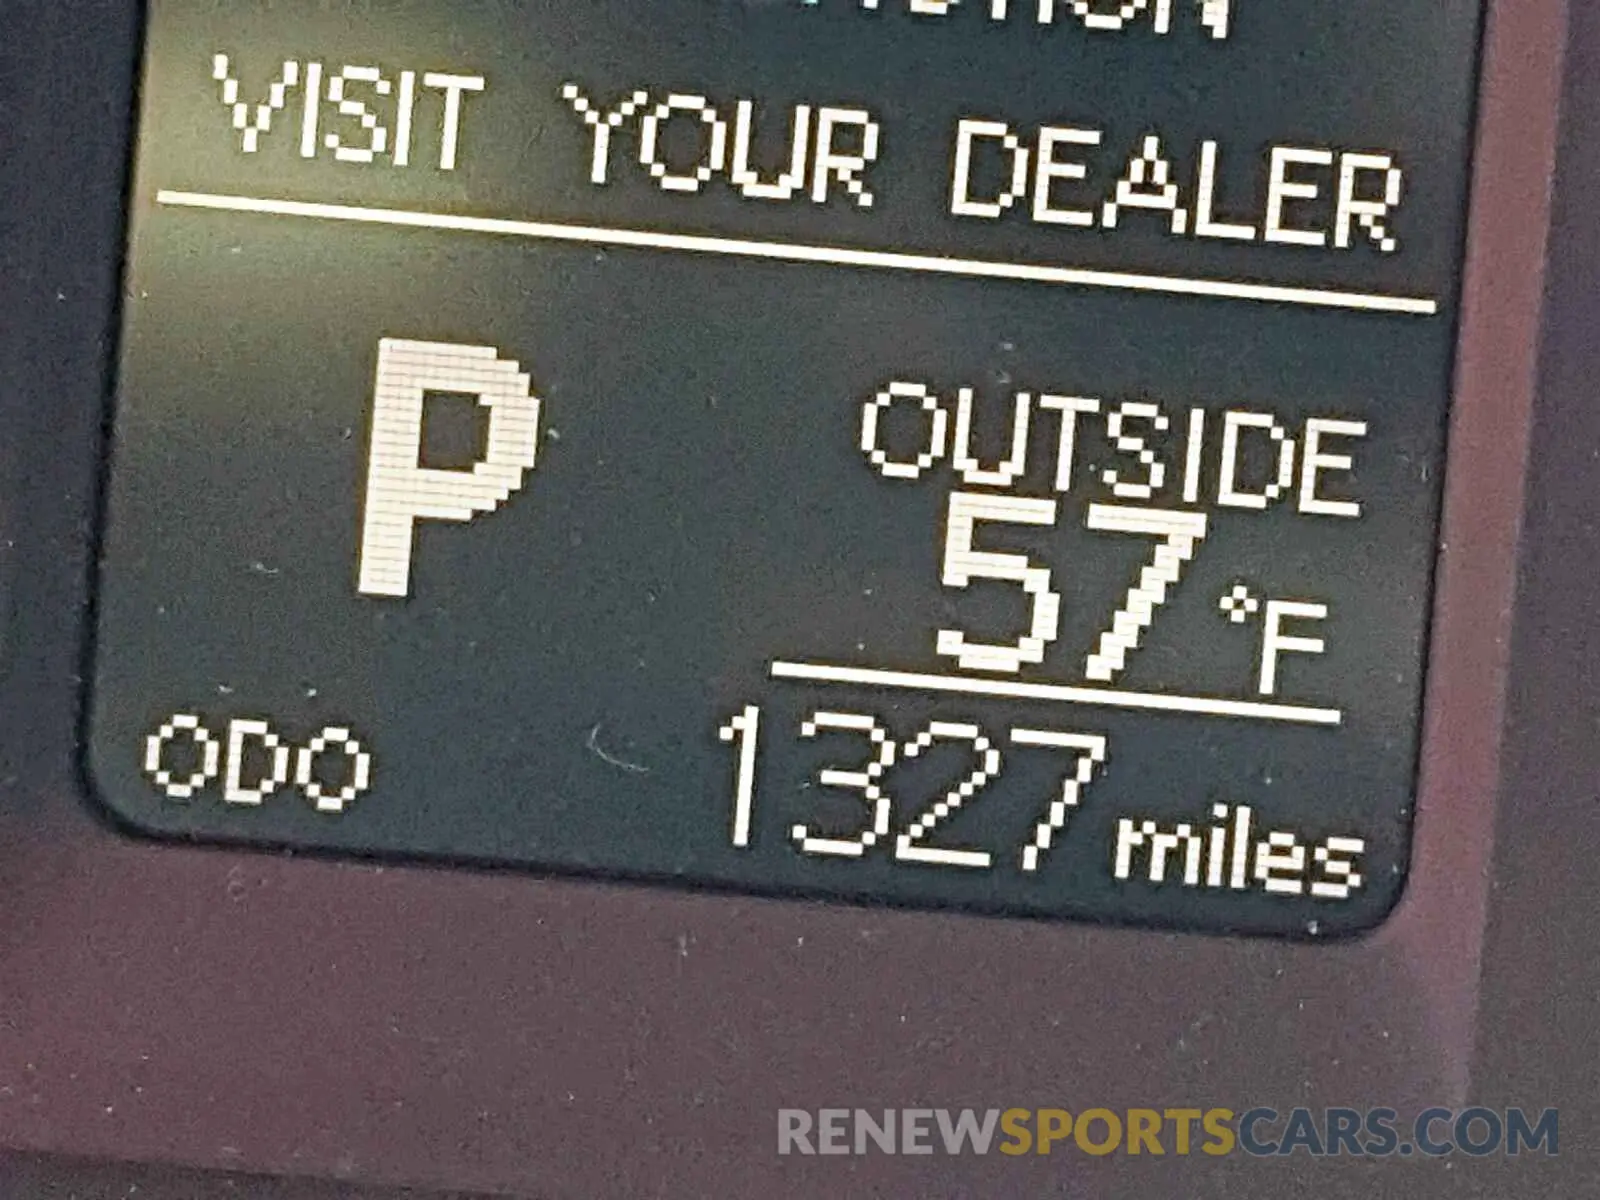 VISIT YOUR DEALER
P
OUTSIDE
57 °F
ODO 1327 miles
RENEWSPORTSCARS.COM